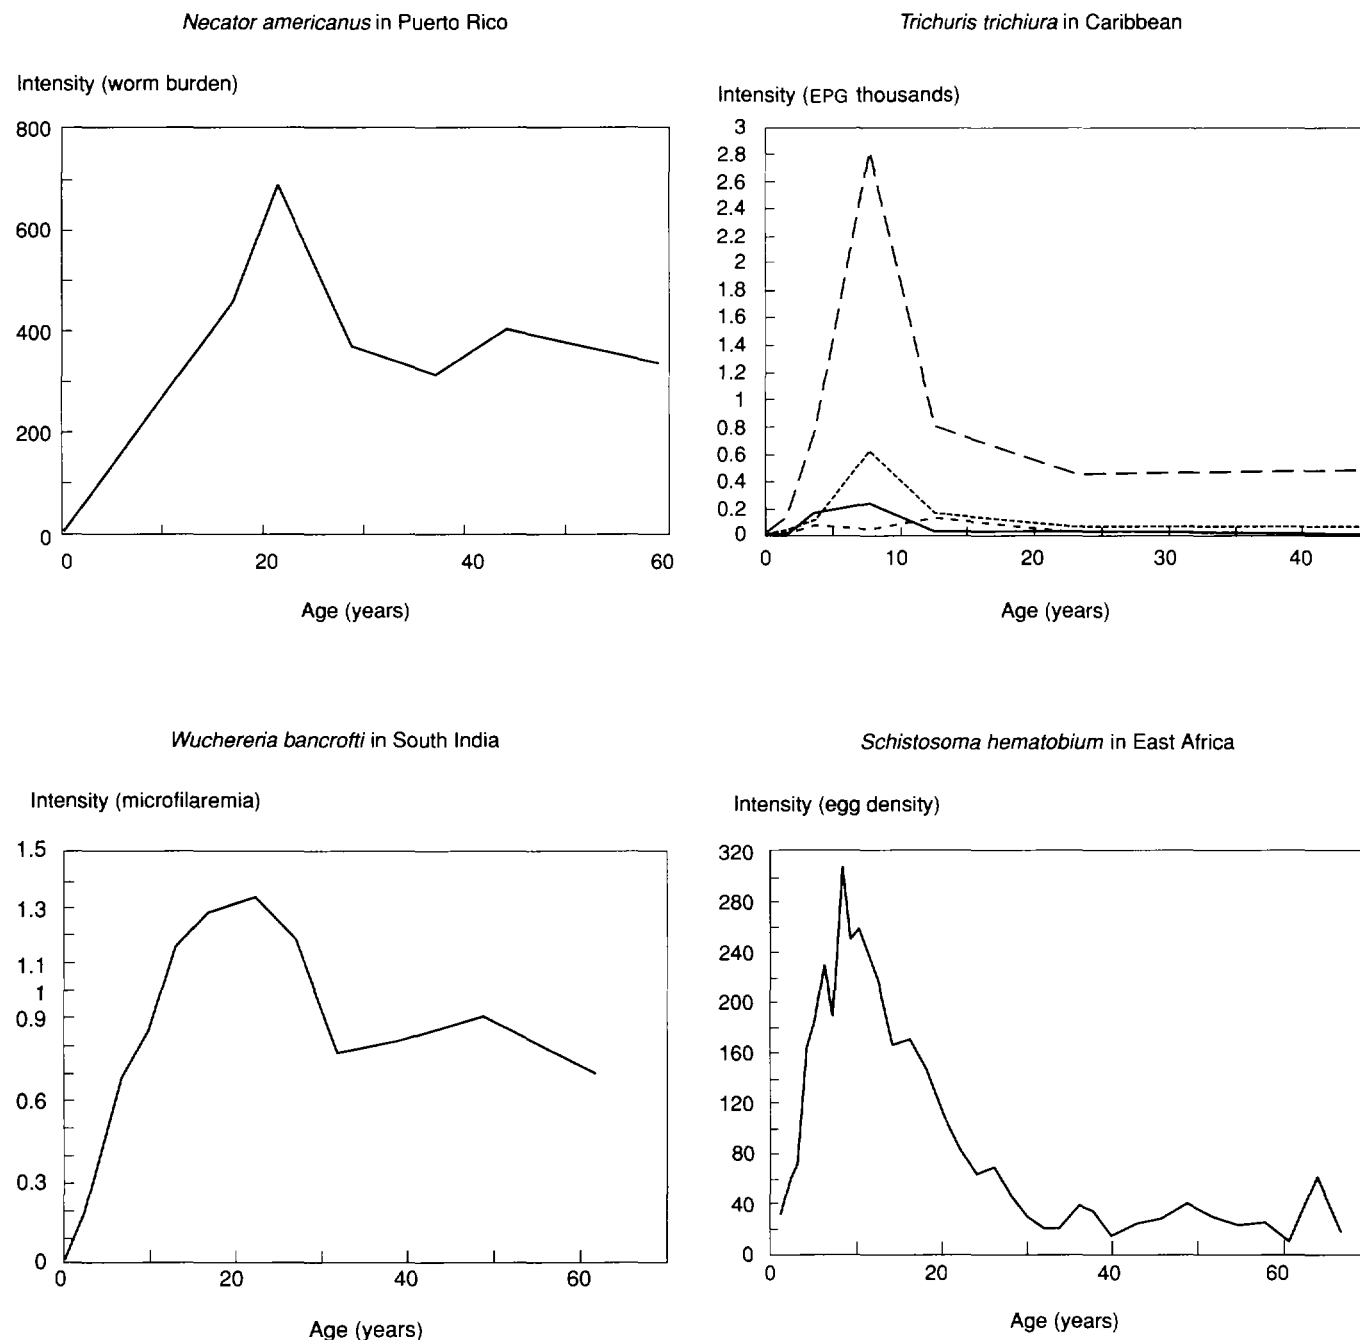 Necator americanus in Puerto Rico
Intensity (worm burden)
800
600
400
200
0
0 20 40 60
Age (years)
Trichuris trichiura in Caribbean
Intensity (EPG thousands)
3
2.8
2.6
2.4
2.2
2
1.8
1.6
1.4
1.2
1
0.8
0.6
0.4
0.2
0
0 10 20 30 40
Age (years)
Wuchereria bancrofti in South India
Intensity (microfilaremia)
1.5
1.3
1.1
1
0.9
0.6
0.3
0
0 20 40 60
Age (years)
Schistosoma hematobium in East Africa
Intensity (egg density)
320
280
240
200
160
120
80
40
0
0 20 40 60
Age (years)